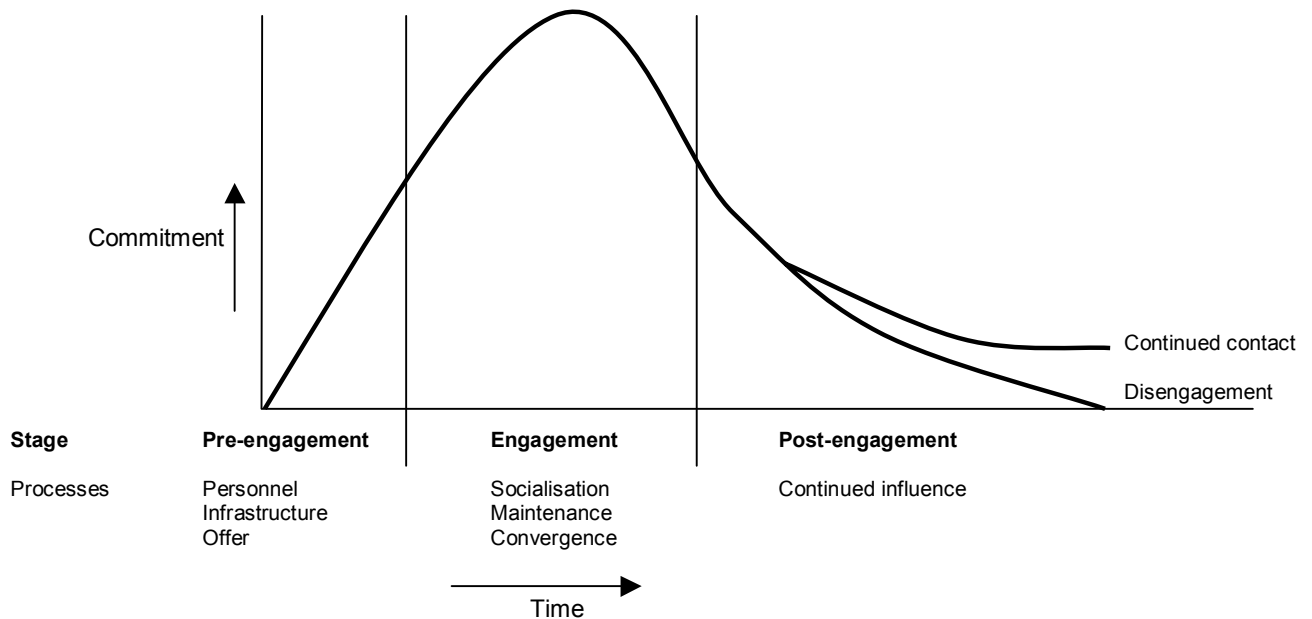 Commitment
Continued contact
Disengagement
Stage Pre-engagement Engagement Post-engagement
Processes Personnel Socialisation Continued influence
Infrastructure Maintenance
Offer Convergence
Time